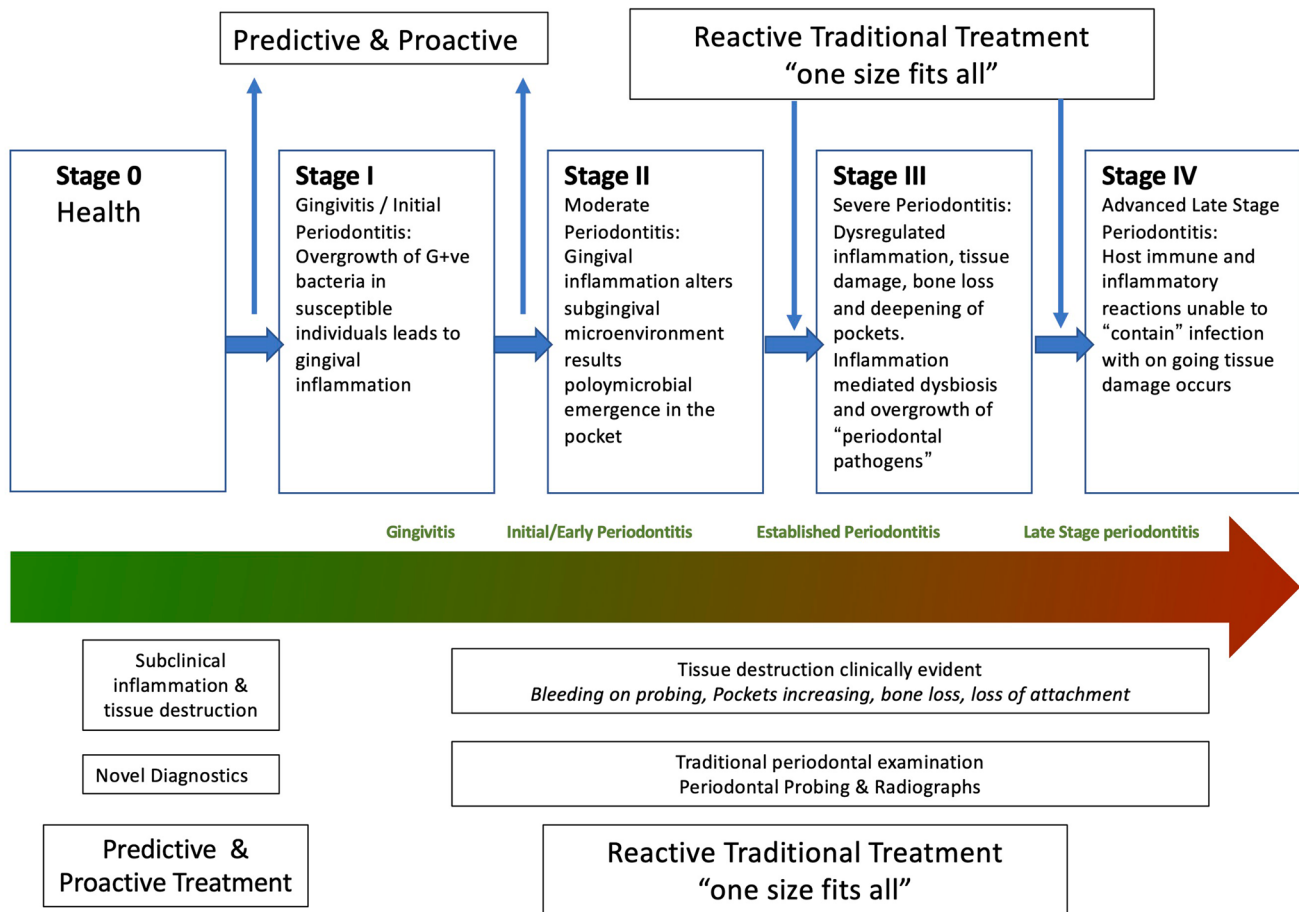 Predictive & Proactive
Reactive Traditional Treatment
“one size fits all”
Stage 0
Health
Stage I
Gingivitis / Initial
Periodontitis:
Overgrowth of G+ve
bacteria in
susceptible
individuals leads to
gingival
inflammation
Stage II
Moderate
Periodontitis:
Gingival
inflammation alters
subgingival
microenvironment
results
poloymicrobial
emergence in the
pocket
Stage III
Severe Periodontitis:
Dysregulated
inflammation, tissue
damage, bone loss
and deepening of
pockets.
Inflammation
mediated dysbiosis
and overgrowth of
“periodontal
pathogens”
Stage IV
Advanced Late Stage
Periodontitis:
Host immune and
inflammatory
reactions unable to
“contain” infection
with on going tissue
damage occurs
Gingivitis
Initial/Early Periodontitis
Established Periodontitis
Late Stage periodontitis
Subclinical
inflammation &
tissue destruction
Tissue destruction clinically evident
Bleeding on probing, Pockets increasing, bone loss, loss of attachment
Novel Diagnostics
Traditional periodontal examination
Periodontal Probing & Radiographs
Predictive &
Proactive Treatment
Reactive Traditional Treatment
“one size fits all”